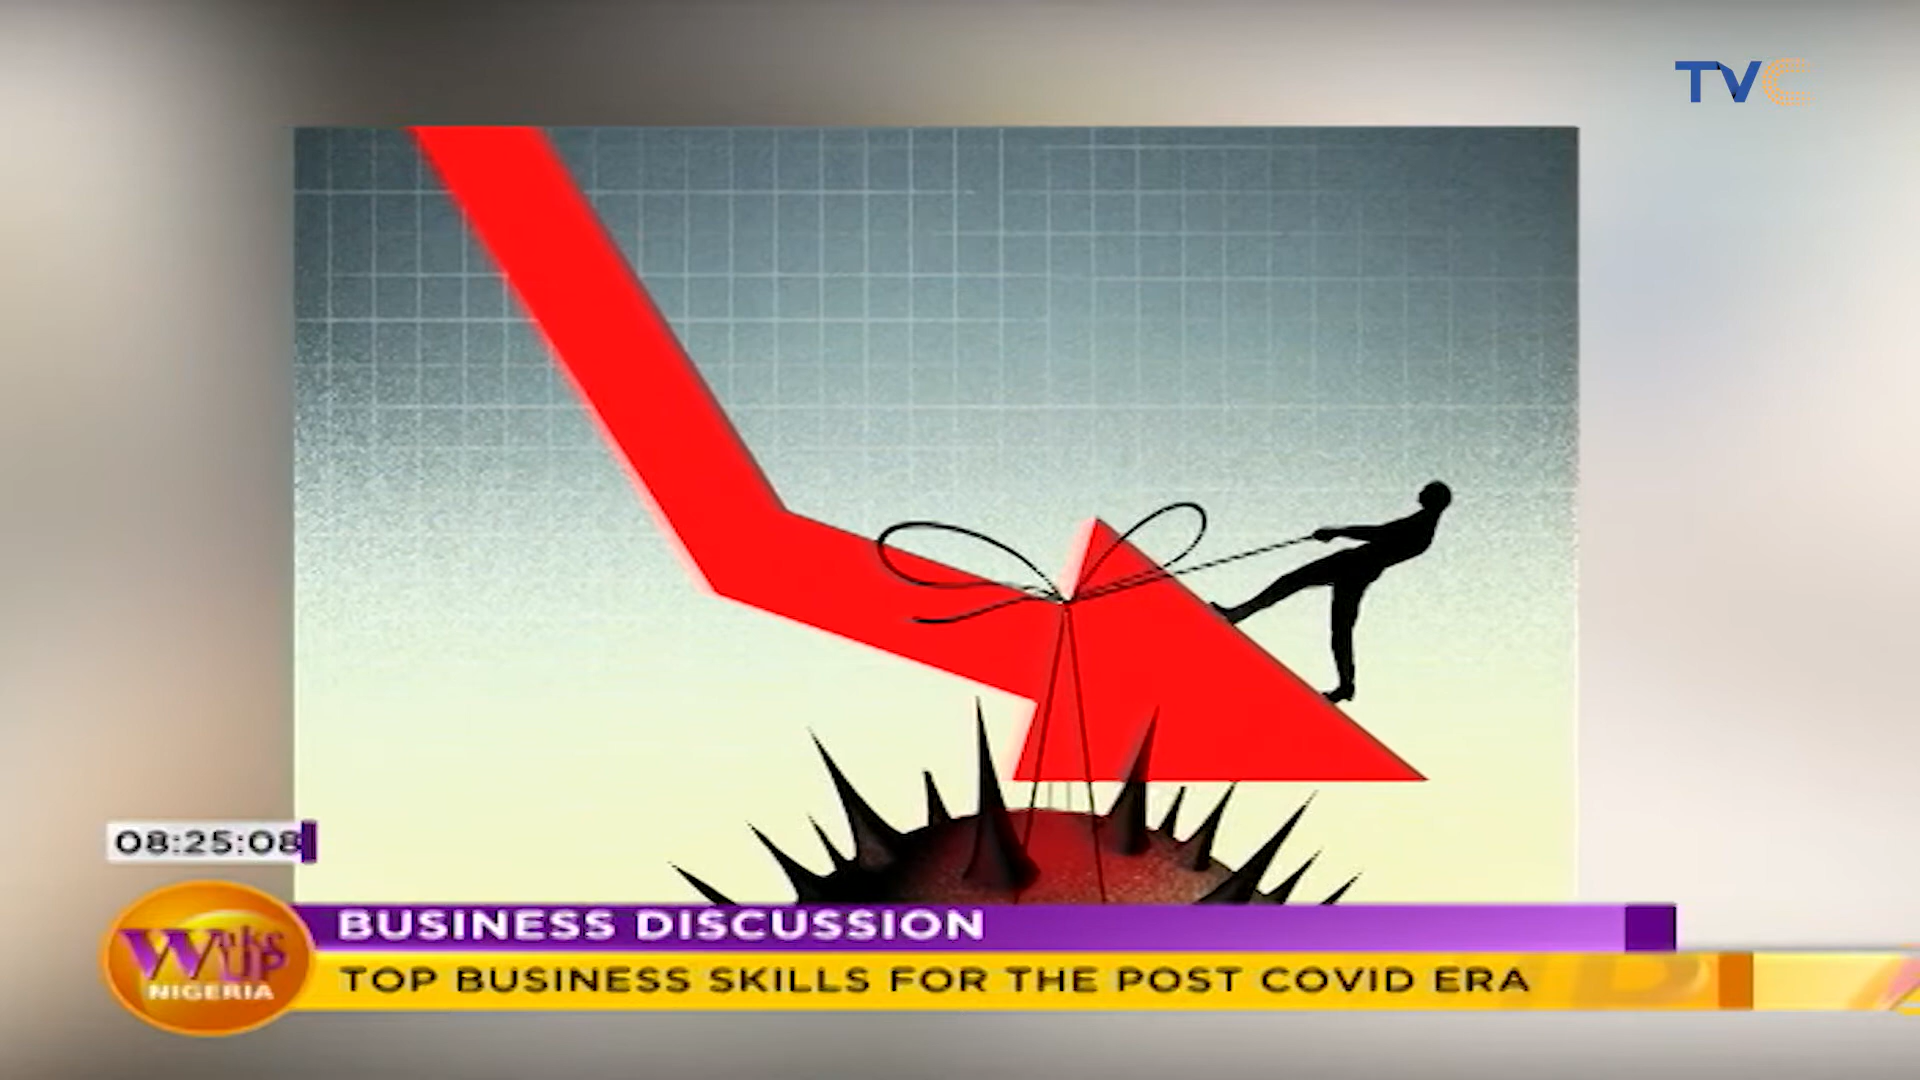 TVC
08:25:08
BUSINESS DISCUSSION
Wake
UP
NIGERIA
TOP BUSINESS SKILLS FOR THE POST COVID ERA